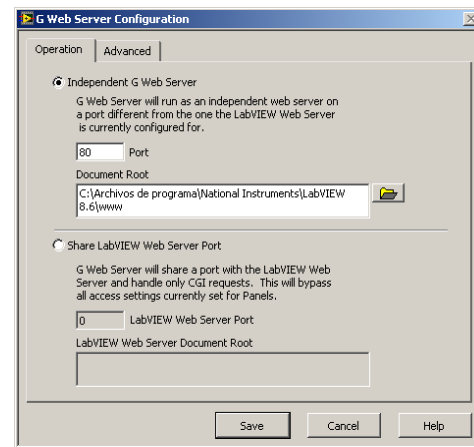 G Web Server Configuration
Operation
Advanced
Independent G Web Server
G Web Server will run as an independent web server on
a port different from the one the LabVIEW Web Server
is currently configured for.
80 Port
Document Root
C:\Archivos de programa\National Instruments\LabVIEW
8.6\www
Share LabVIEW Web Server Port
G Web Server will share a port with the LabVIEW Web
Server and handle only CGI requests. This will bypass
all access settings currently set for Panels.
0 LabVIEW Web Server Port
LabVIEW Web Server Document Root
Save
Cancel
Help